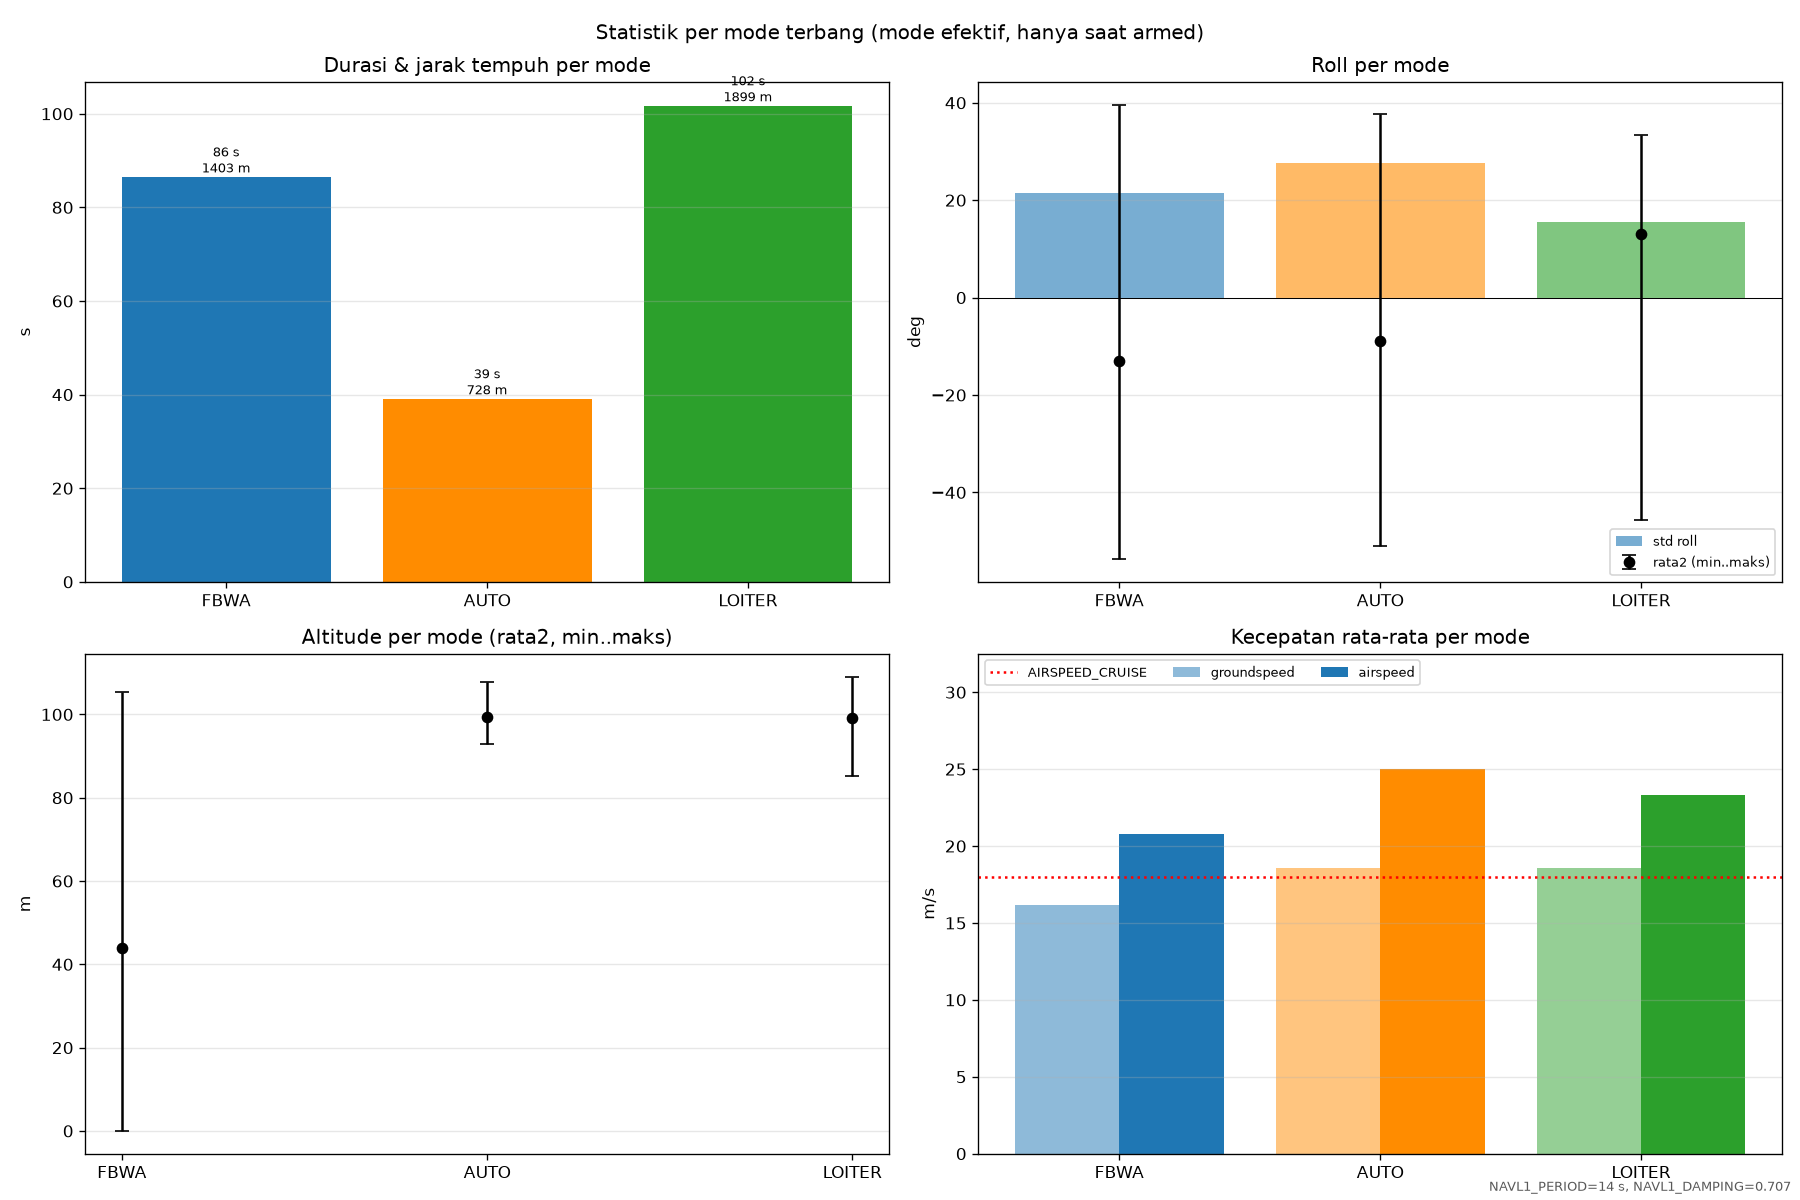 Statistik per mode terbang (mode efektif, hanya saat armed)
Durasi & jarak tempuh per mode
102 s
1899 m
86 s
1403 m
39 s
728 m
100
80
60
40
20
0
s
FBWA
AUTO
LOITER
Roll per mode
40
20
0
−20
−40
deg
std roll
rata2 (min..maks)
FBWA
AUTO
LOITER
Altitude per mode (rata2, min..maks)
100
80
60
40
20
0
m
FBWA
AUTO
LOITER
Kecepatan rata-rata per mode
AIRSPEED_CRUISE
groundspeed
airspeed
30
25
20
15
10
5
0
m/s
FBWA
AUTO
LOITER
NAVL1_PERIOD=14 s, NAVL1_DAMPING=0.707